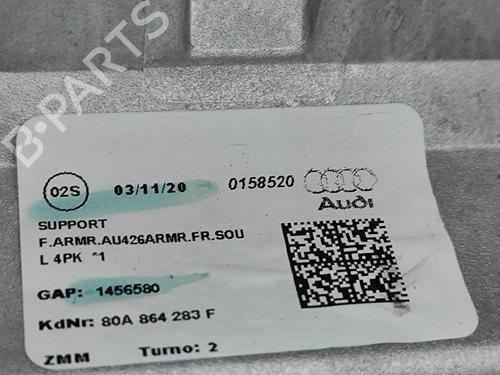 B-PARTS
02S 03/11/20 0158520
Audi
SUPPORT
F.ARMR.AU426ARMR.FR.SOU
L 4PK *1
GAP: 1456580
KdNr: 80A 864 283 F
ZMM Turno: 2